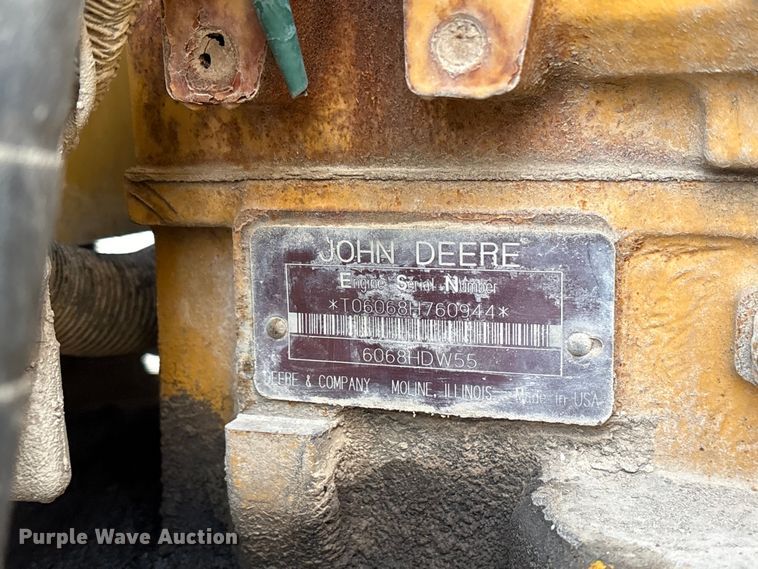 JOHN DEERE
Engine Serial Number
*T06068H760944*
6068HDW55
DEERE & COMPANY MOLINE, ILLINOIS Made in USA
Purple Wave Auction